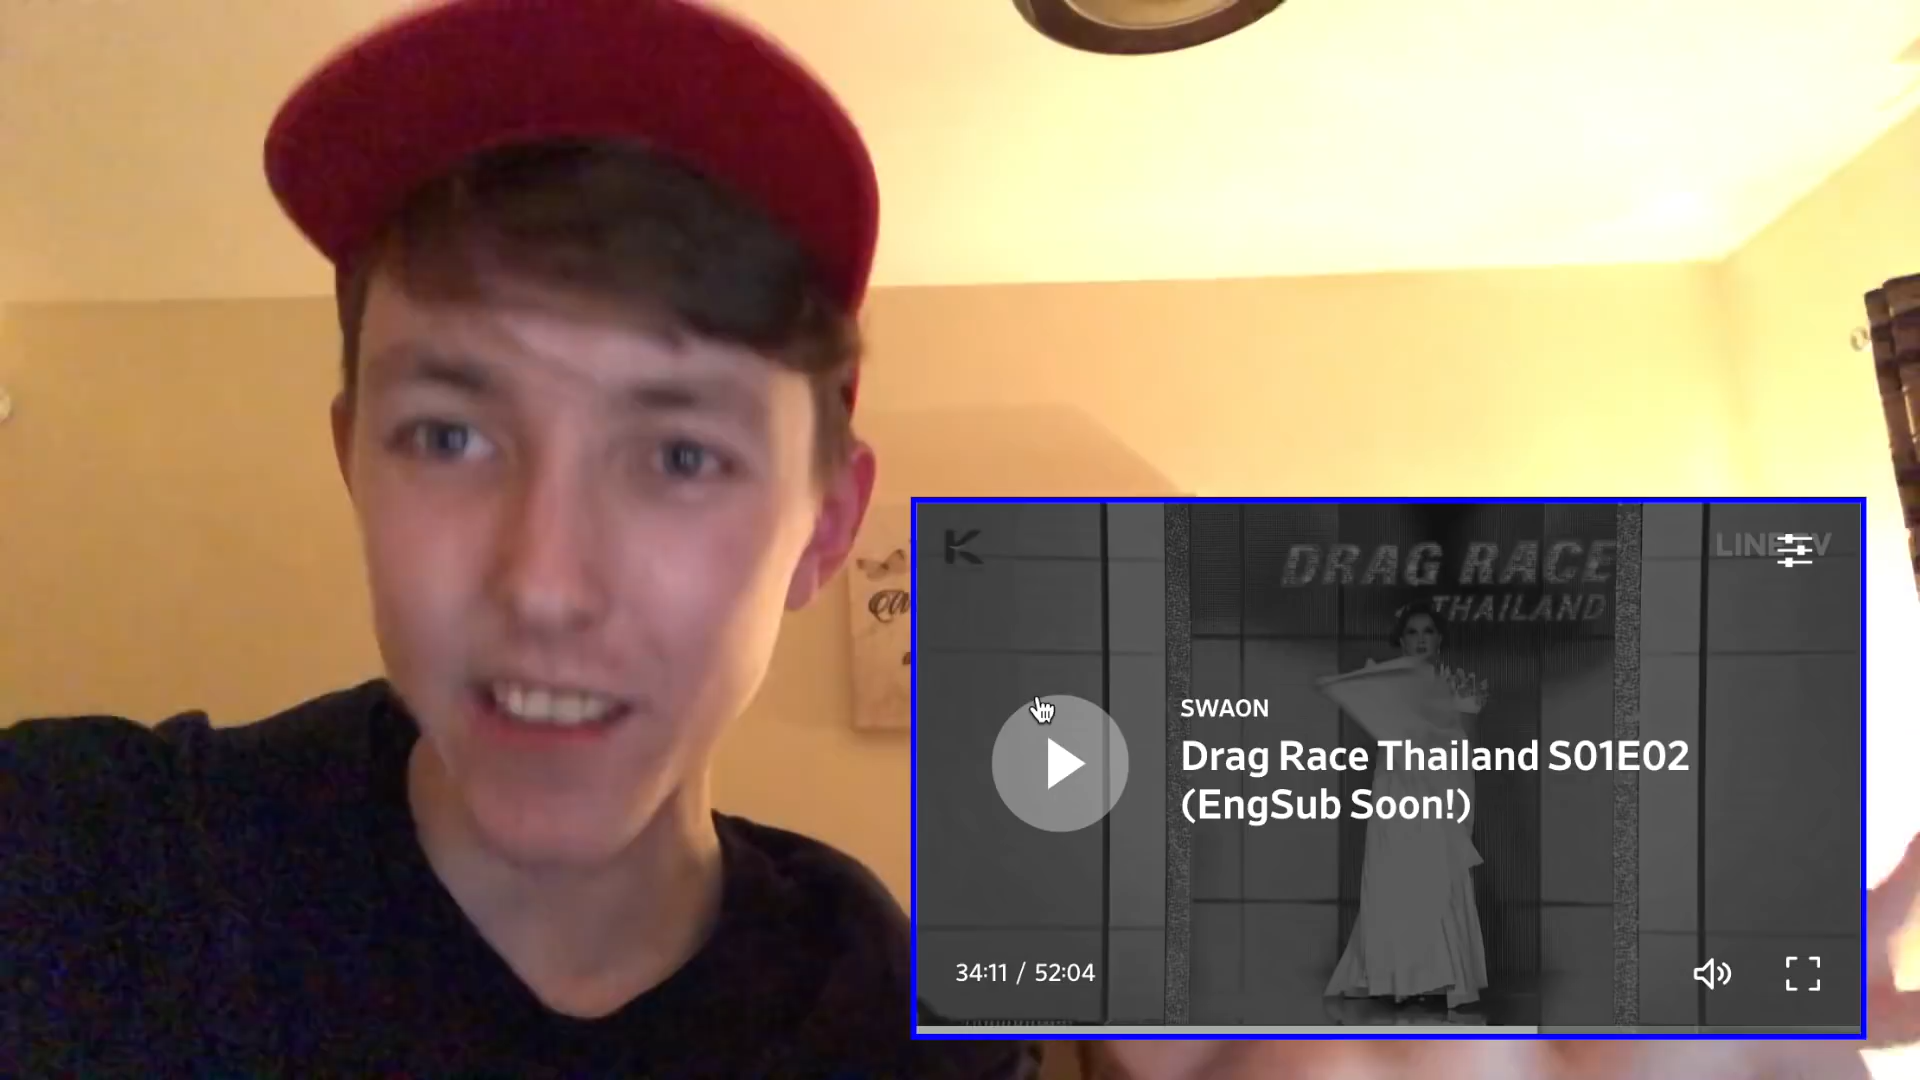 K
LINE TV
DRAG RACE
THAILAND
SWAON
Drag Race Thailand S01E02
(EngSub Soon!)
34:11 / 52:04